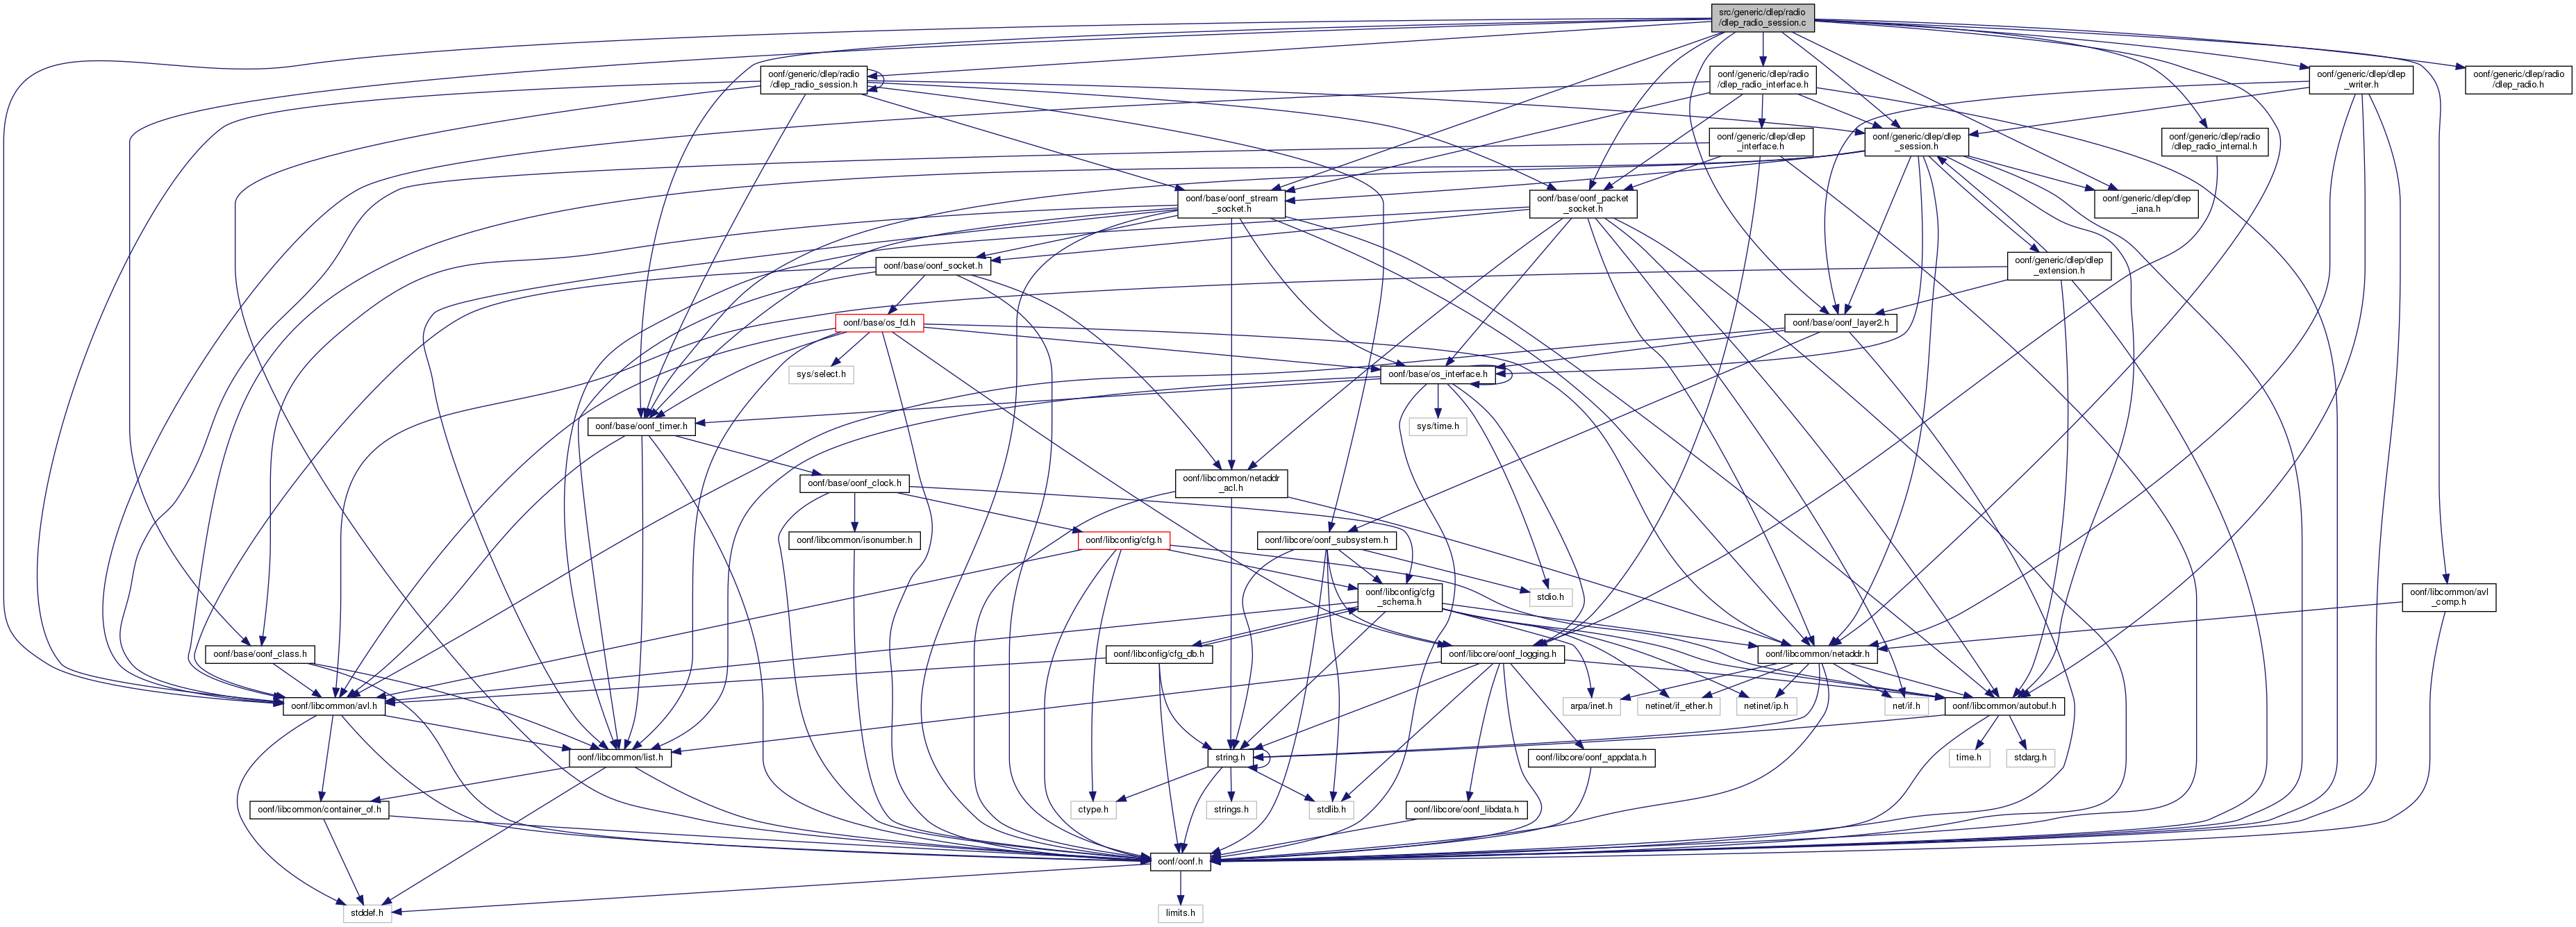 src/generic/dlep/radio
/dlep_radio_session.c
oonf/generic/dlep/radio
/dlep_radio_session.h
oonf/generic/dlep/radio
/dlep_radio_interface.h
oonf/generic/dlep/dlep
_writer.h
oonf/generic/dlep/radio
/dlep_radio.h
oonf/generic/dlep/dlep
_interface.h
oonf/generic/dlep/dlep
_session.h
oonf/generic/dlep/radio
/dlep_radio_internal.h
oonf/base/oonf_stream
_socket.h
oonf/base/oonf_packet
_socket.h
oonf/generic/dlep/dlep
_iana.h
oonf/base/oonf_socket.h
oonf/generic/dlep/dlep
_extension.h
oonf/base/os_fd.h
oonf/base/oonf_layer2.h
sys/select.h
oonf/base/os_interface.h
oonf/base/oonf_timer.h
sys/time.h
oonf/base/oonf_clock.h
oonf/libcommon/netaddr
_acl.h
oonf/libcommon/isonumber.h
oonf/libconfig/cfg.h
oonf/libcore/oonf_subsystem.h
oonf/libconfig/cfg
_schema.h
stdio.h
oonf/libcommon/avl
_comp.h
oonf/base/oonf_class.h
oonf/libconfig/cfg_db.h
oonf/libcore/oonf_logging.h
oonf/libcommon/netaddr.h
oonf/libcommon/avl.h
arpa/inet.h
netinet/if_ether.h
netinet/ip.h
net/if.h
oonf/libcommon/autobuf.h
oonf/libcommon/list.h
string.h
oonf/libcore/oonf_appdata.h
time.h
stdarg.h
oonf/libcommon/container_of.h
ctype.h
strings.h
stdlib.h
oonf/libcore/oonf_libdata.h
oonf/oonf.h
stddef.h
limits.h